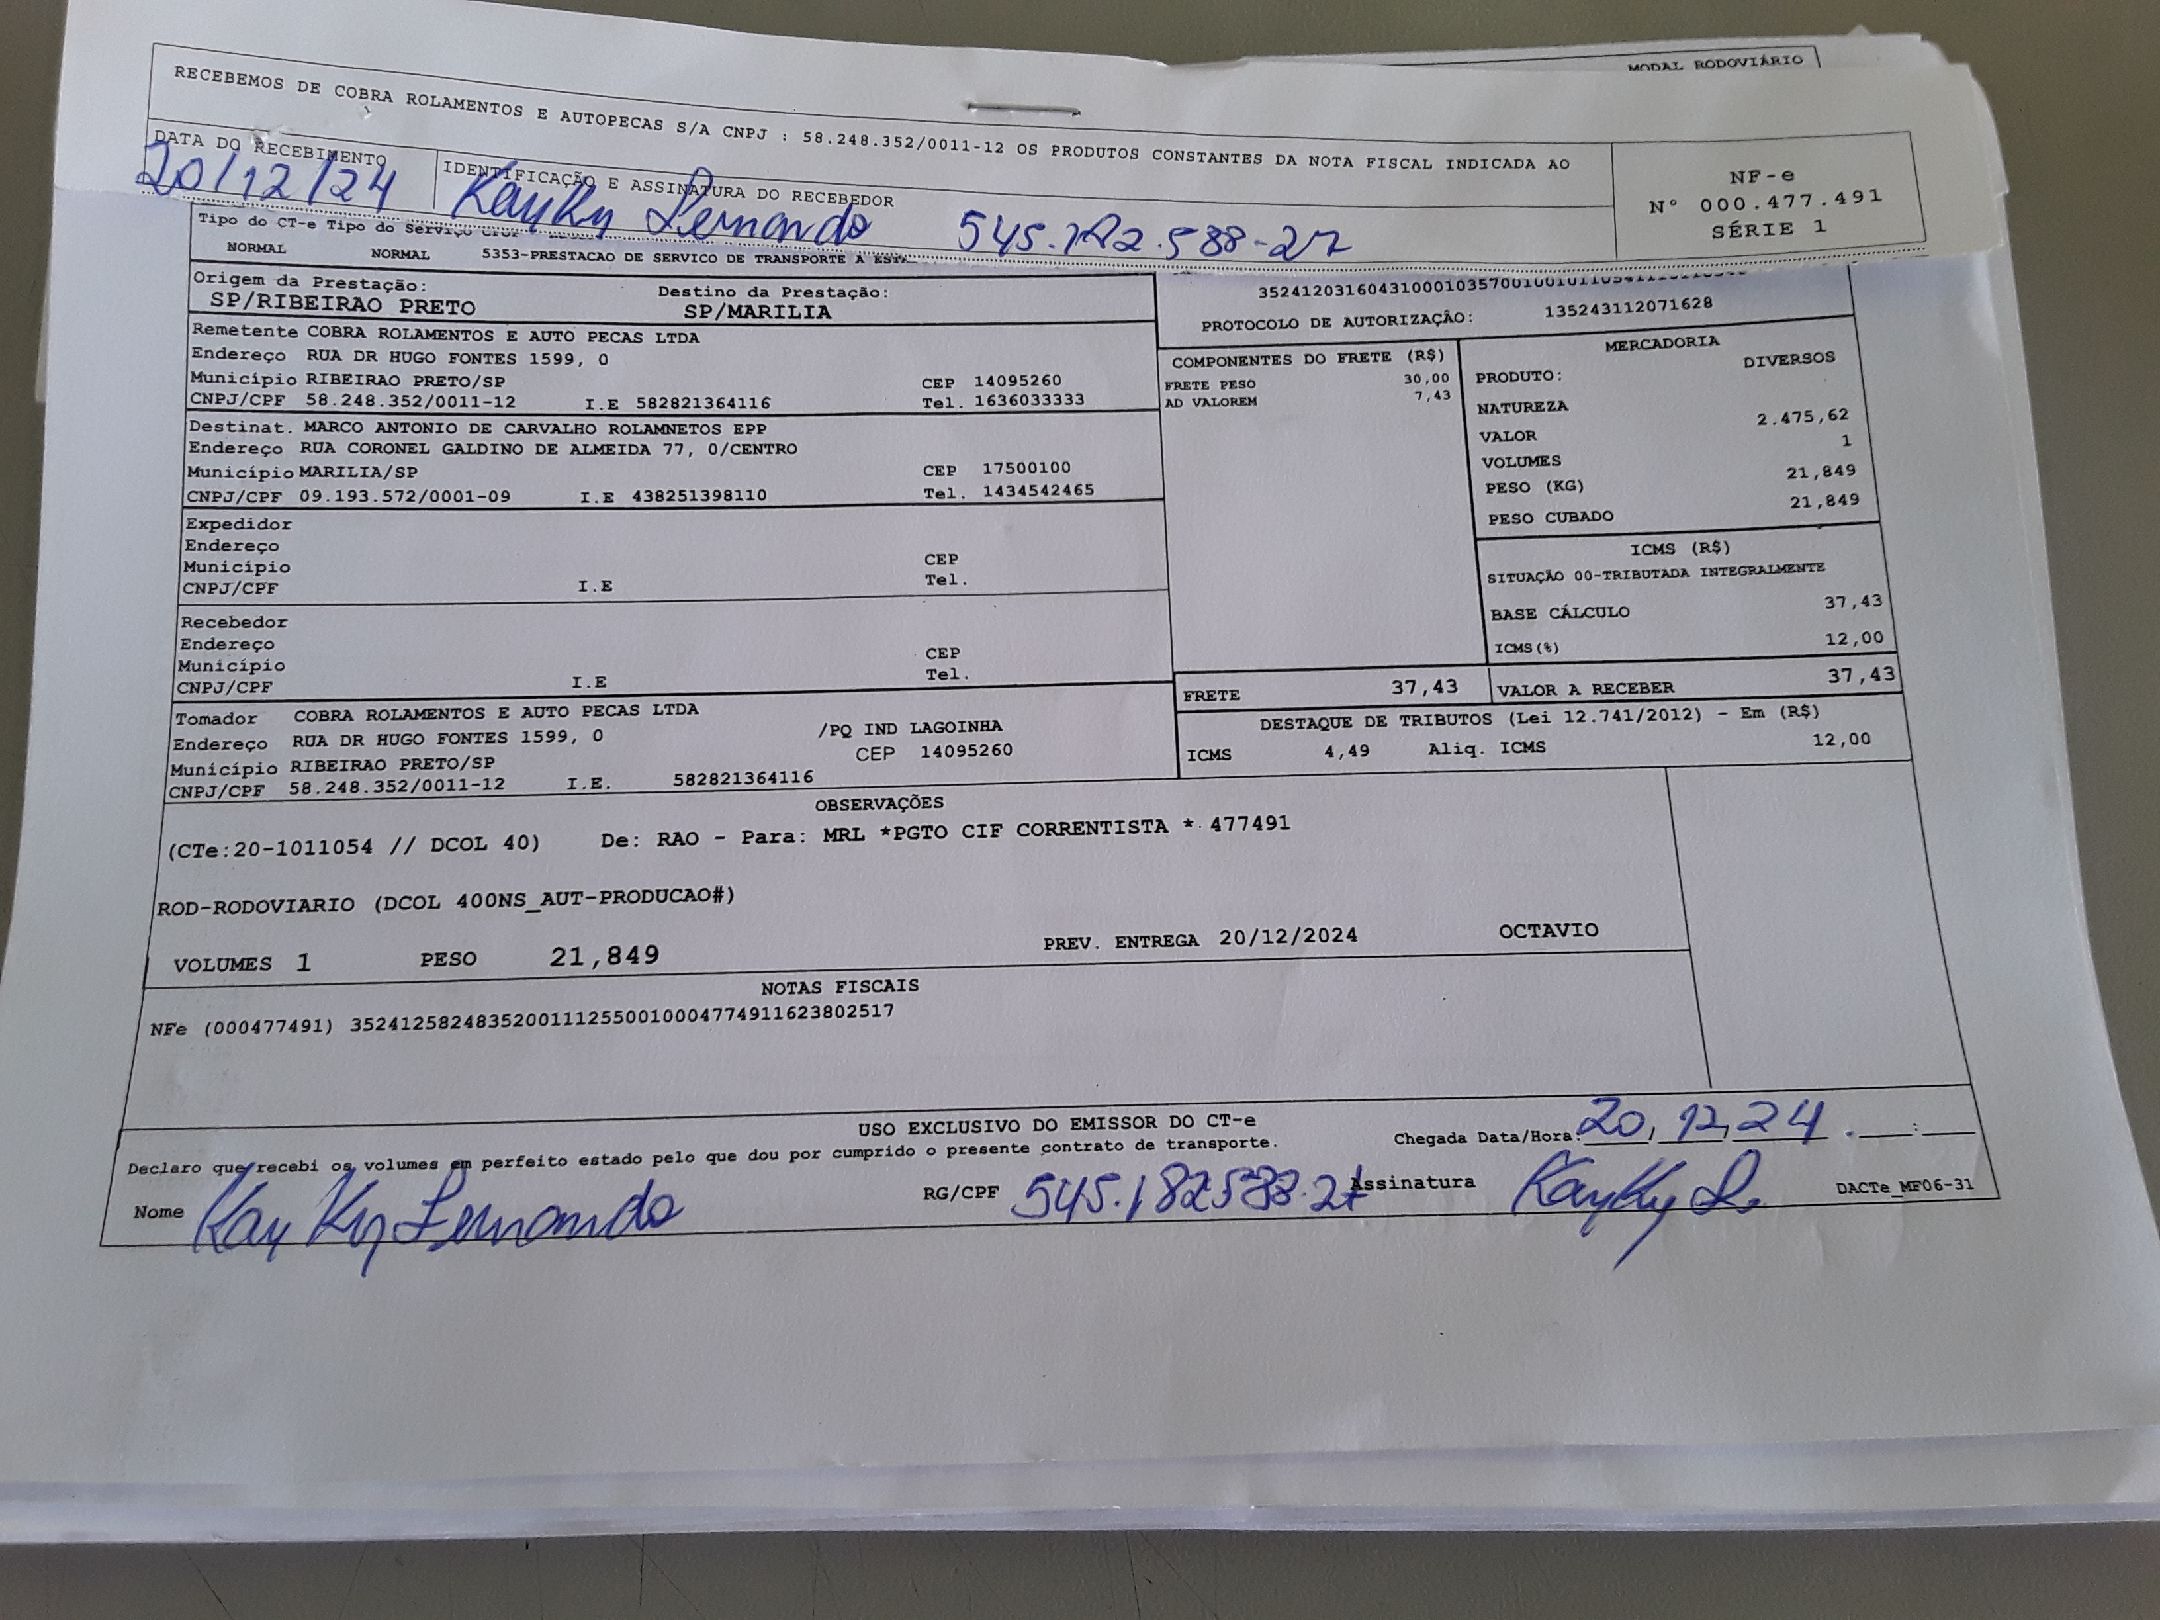 MODAL RODOVIÁRIO
RECEBEMOS DE COBRA ROLAMENTOS E AUTOPECAS S/A CNPJ : 58.248.352/0011-12 OS PRODUTOS CONSTANTES DA NOTA FISCAL INDICADA AO
DATA DO RECEBIMENTO
20/12/24
IDENTIFICAÇÃO E ASSINATURA DO RECEBEDOR
KayKy Fernando 545.182.588-27
NF-e
N° 000.477.491
SÉRIE 1
Tipo do CT-e Tipo do Serviço
NORMAL NORMAL 5353-PRESTACAO DE SERVICO DE TRANSPORTE A
Origem da Prestação: Destino da Prestação:
SP/RIBEIRAO PRETO SP/MARILIA
PROTOCOLO DE AUTORIZAÇÃO: 135243112071628
Remetente COBRA ROLAMENTOS E AUTO PECAS LTDA
Endereço RUA DR HUGO FONTES 1599, 0
Município RIBEIRAO PRETO/SP CEP 14095260
CNPJ/CPF 58.248.352/0011-12 I.E 582821364116 Tel. 1636033333
Destinat. MARCO ANTONIO DE CARVALHO ROLAMNETOS EPP
Endereço RUA CORONEL GALDINO DE ALMEIDA 77, 0/CENTRO
Município MARILIA/SP CEP 17500100
CNPJ/CPF 09.193.572/0001-09 I.E 438251398110 Tel. 1434542465
Expedidor
Endereço
Município CEP
CNPJ/CPF I.E Tel.
Recebedor
Endereço
Município CEP
CNPJ/CPF I.E Tel.
COMPONENTES DO FRETE (R$)
FRETE PESO 30,00
AD VALOREM 7,43
MERCADORIA
PRODUTO: DIVERSOS
NATUREZA
VALOR 2.475,62
VOLUMES 1
PESO (KG) 21,849
PESO CUBADO 21,849
ICMS (R$)
SITUAÇÃO 00-TRIBUTADA INTEGRALMENTE
BASE CÁLCULO 37,43
ICMS(%) 12,00
FRETE 37,43 VALOR A RECEBER 37,43
Tomador COBRA ROLAMENTOS E AUTO PECAS LTDA
Endereço RUA DR HUGO FONTES 1599, 0 /PQ IND LAGOINHA
Município RIBEIRAO PRETO/SP CEP 14095260
CNPJ/CPF 58.248.352/0011-12 I.E. 582821364116
DESTAQUE DE TRIBUTOS (Lei 12.741/2012) - Em (R$)
ICMS 4,49 Aliq. ICMS 12,00
OBSERVAÇÕES
(CTe:20-1011054 // DCOL 40) De: RAO - Para: MRL *PGTO CIF CORRENTISTA * 477491
ROD-RODOVIARIO (DCOL 400NS_AUT-PRODUCAO#)
VOLUMES 1 PESO 21,849 PREV. ENTREGA 20/12/2024 OCTAVIO
NOTAS FISCAIS
NFe (000477491) 35241258248352001112550010004774911623802517
USO EXCLUSIVO DO EMISSOR DO CT-e
Declaro que recebi os volumes em perfeito estado pelo que dou por cumprido o presente contrato de transporte.
Chegada Data/Hora: 20,12,24
Nome KayKy Fernando RG/CPF 545.182588.27 Assinatura KayKy F. DACTe_MF06-31